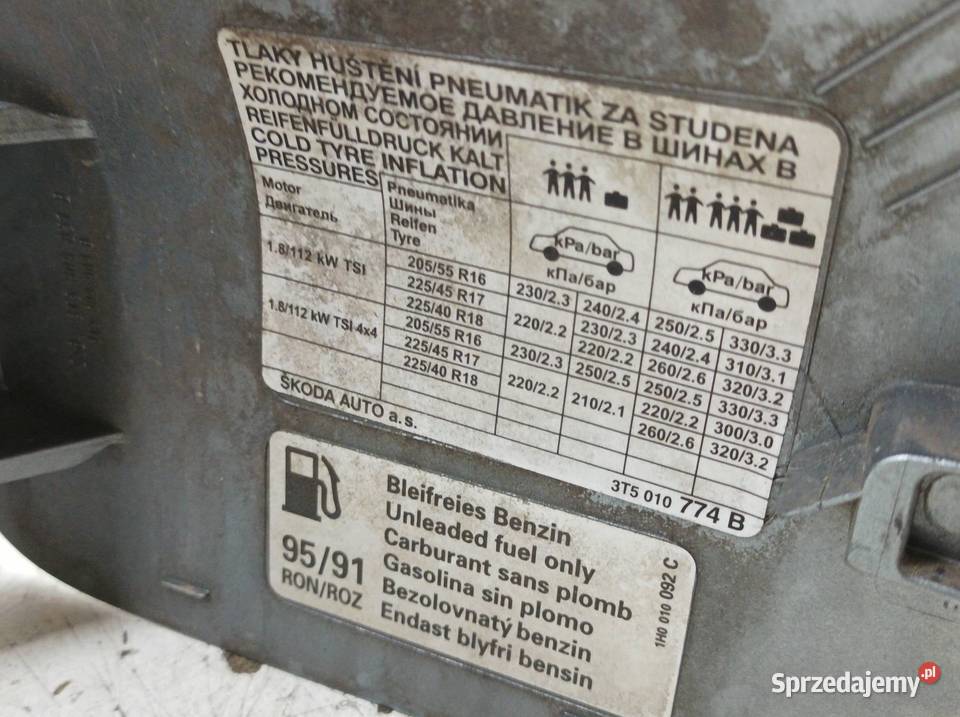 TLAKY HUŠTĚNÍ PNEUMATIK ZA STUDENA
РЕКОМЕНДУЕМОЕ ДАВЛЕНИЕ В ШИНАХ В
ХОЛОДНОМ СОСТОЯНИИ
REIFENFÜLLDRUCK KALT
COLD TYRE INFLATION
PRESSURES
Motor
Двигатель
Pneumatika
Шины
Reifen
Tyre
kPa/bar
кПа/бар
kPa/bar
кПа/бар
1.8/112 kW TSI
205/55 R16 230/2.3 240/2.4 250/2.5 330/3.3
225/45 R17 220/2.2 230/2.3 240/2.4 310/3.1
225/40 R18 220/2.2 260/2.6 320/3.2
1.8/112 kW TSI 4x4
205/55 R16 230/2.3 250/2.5 250/2.5 330/3.3
225/45 R17 220/2.2 210/2.1 220/2.2 300/3.0
225/40 R18 260/2.6 320/3.2
ŠKODA AUTO a.s.
3T5 010 774 B
95/91
RON/ROZ
Bleifreies Benzin
Unleaded fuel only
Carburant sans plomb
Gasolina sin plomo
Bezolovnatý benzin
Endast blyfri bensin
1H0 010 092 C
Sprzedajemy.pl